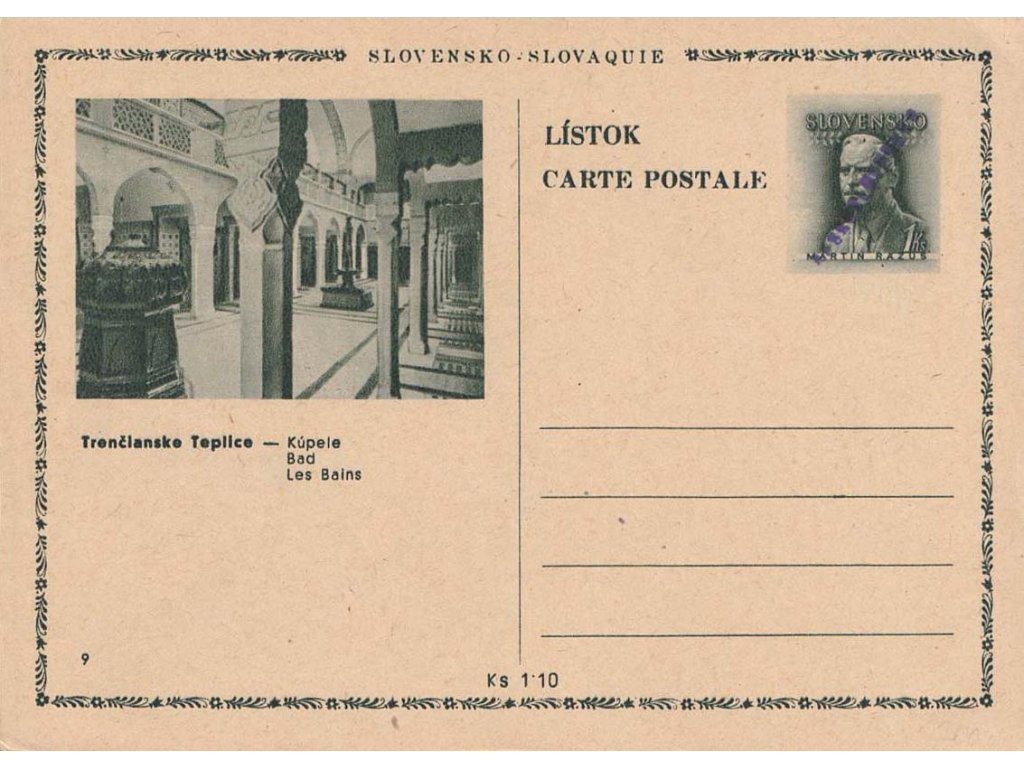 SLOVENSKO - SLOVAQUIE
LÍSTOK
CARTE POSTALE
SLOVENSKO
1 Ks
MARTIN RÁZUS
Trenčianske Teplice — Kúpele
Bad
Les Bains
9
Ks 1·10